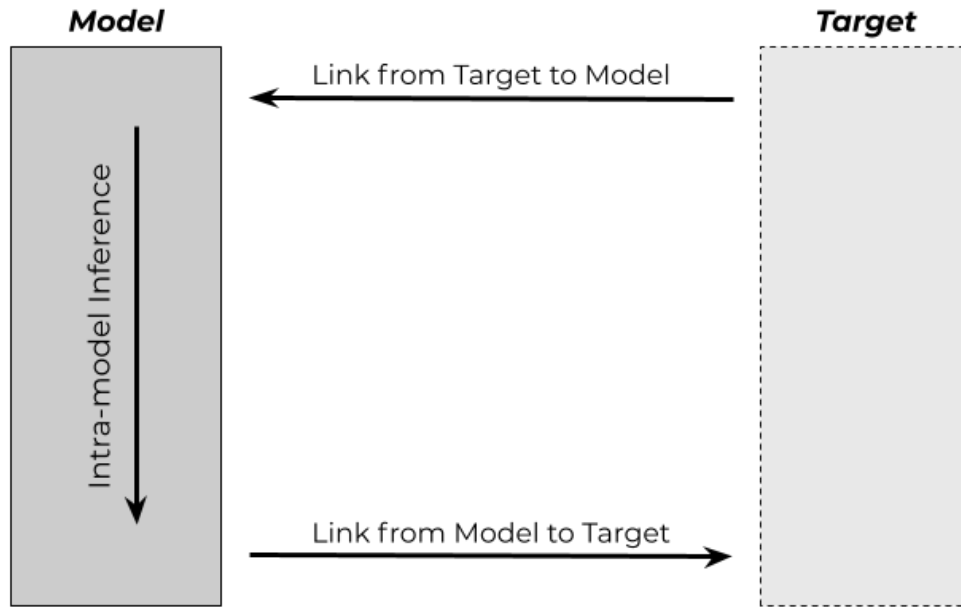 Model
Target
Link from Target to Model
Intra-model Inference
Link from Model to Target